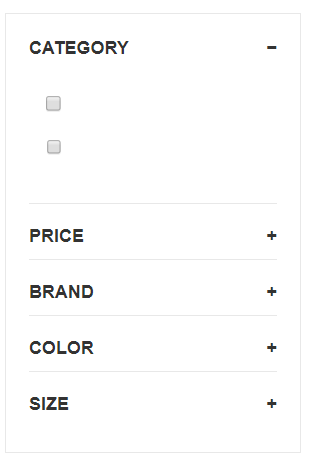 CATEGORY −
PRICE +
BRAND +
COLOR +
SIZE +